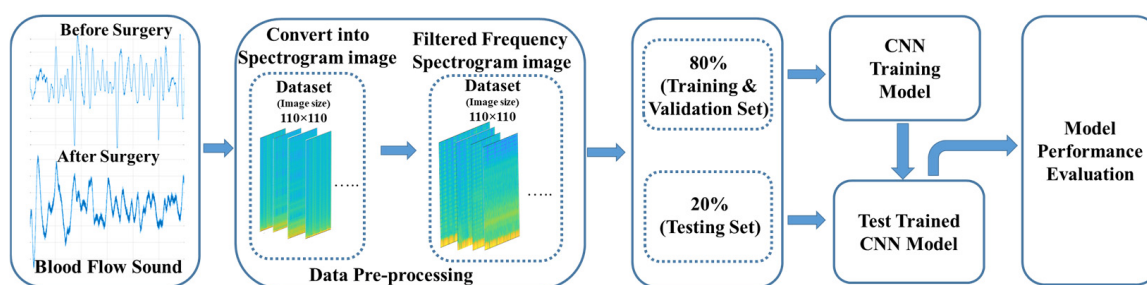 Before Surgery
After Surgery
Blood Flow Sound
Convert into
Spectrogram image
Dataset
(Image size)
110×110
.....
Filtered Frequency
Spectrogram image
Dataset
(Image size)
110×110
.....
Data Pre-processing
80%
(Training &
Validation Set)
20%
(Testing Set)
CNN
Training
Model
Test Trained
CNN Model
Model
Performance
Evaluation